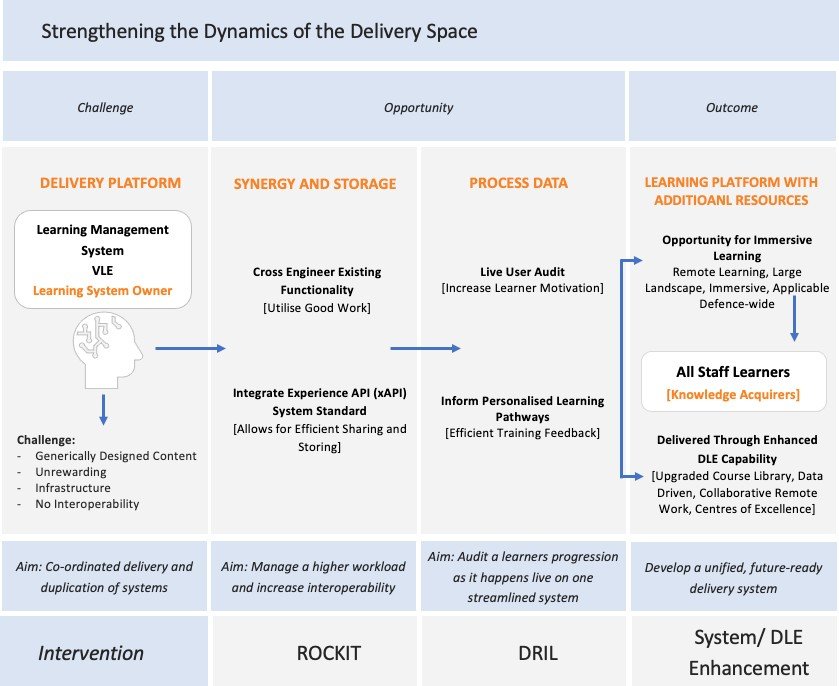 Strengthening the Dynamics of the Delivery Space
Challenge
Opportunity
Outcome
DELIVERY PLATFORM
Learning Management
System
VLE
Learning System Owner
Challenge:
- Generically Designed Content
- Unrewarding
- Infrastructure
- No Interoperability
SYNERGY AND STORAGE
Cross Engineer Existing
Functionality
[Utilise Good Work]
Integrate Experience API (xAPI)
System Standard
[Allows for Efficient Sharing and
Storing]
PROCESS DATA
Live User Audit
[Increase Learner Motivation]
Inform Personalised Learning
Pathways
[Efficient Training Feedback]
LEARNING PLATFORM WITH
ADDITIOANL RESOURCES
Opportunity for Immersive
Learning
Remote Learning, Large
Landscape, Immersive, Applicable
Defence-wide
All Staff Learners
[Knowledge Acquirers]
Delivered Through Enhanced
DLE Capability
[Upgraded Course Library, Data
Driven, Collaborative Remote
Work, Centres of Excellence]
Aim: Co-ordinated delivery and
duplication of systems
Aim: Manage a higher workload
and increase interoperability
Aim: Audit a learners progression
as it happens live on one
streamlined system
Develop a unified, future-ready
delivery system
Intervention
ROCKIT
DRIL
System/ DLE
Enhancement